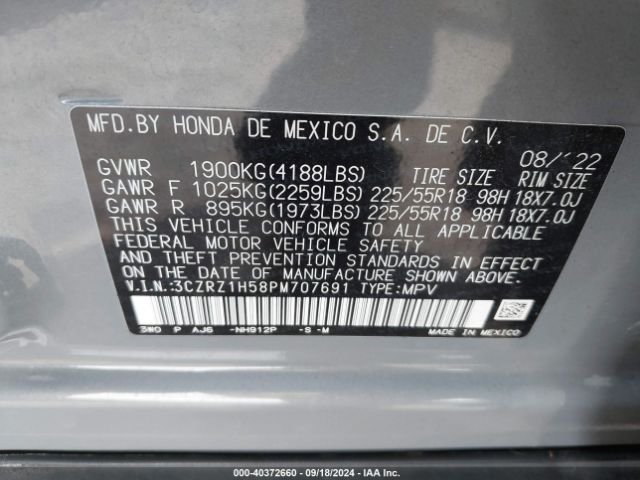 MFD.BY HONDA DE MEXICO S.A. DE C.V.
08/'22
GVWR 1900KG(4188LBS) TIRE SIZE RIM SIZE
GAWR F 1025KG(2259LBS) 225/55R18 98H 18X7.0J
GAWR R 895KG(1973LBS) 225/55R18 98H 18X7.0J
THIS VEHICLE CONFORMS TO ALL APPLICABLE
FEDERAL MOTOR VEHICLE SAFETY
AND THEFT PREVENTION STANDARDS IN EFFECT
ON THE DATE OF MANUFACTURE SHOWN ABOVE.
V.I.N.:3CZRZ1H58PM707691 TYPE:MPV
3W0 P AJ6 -NH912P -S -M MADE IN MEXICO
000-40372660 - 09/18/2024 - IAA Inc.